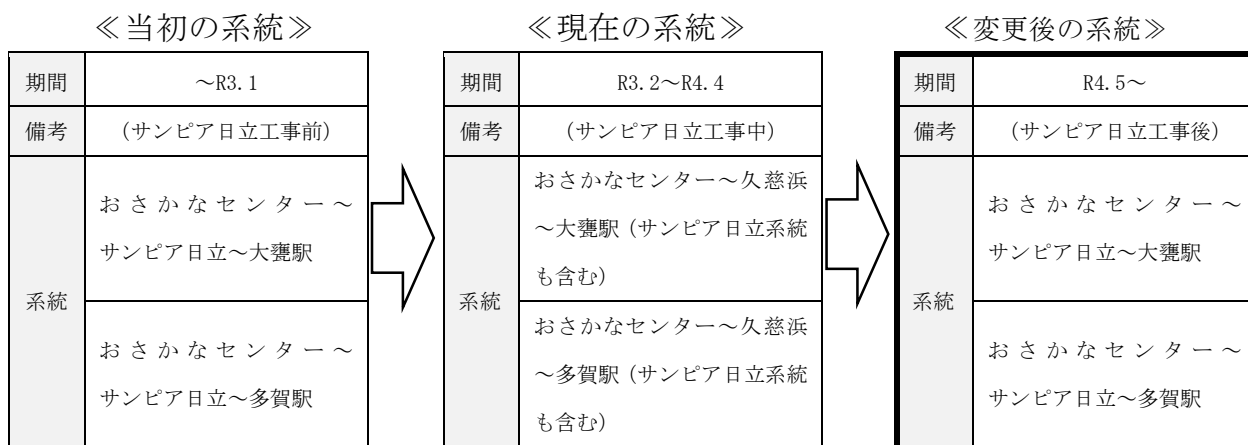 ≪当初の系統≫
期間
～R3.1
備考
（サンピア日立工事前）
系統
おさかなセンター～
サンピア日立～大甕駅
おさかなセンター～
サンピア日立～多賀駅
≪現在の系統≫
期間
R3.2～R4.4
備考
（サンピア日立工事中）
系統
おさかなセンター～久慈浜
～大甕駅（サンピア日立系統
も含む）
おさかなセンター～久慈浜
～多賀駅（サンピア日立系統
も含む）
≪変更後の系統≫
期間
R4.5～
備考
（サンピア日立工事後）
系統
おさかなセンター～
サンピア日立～大甕駅
おさかなセンター～
サンピア日立～多賀駅